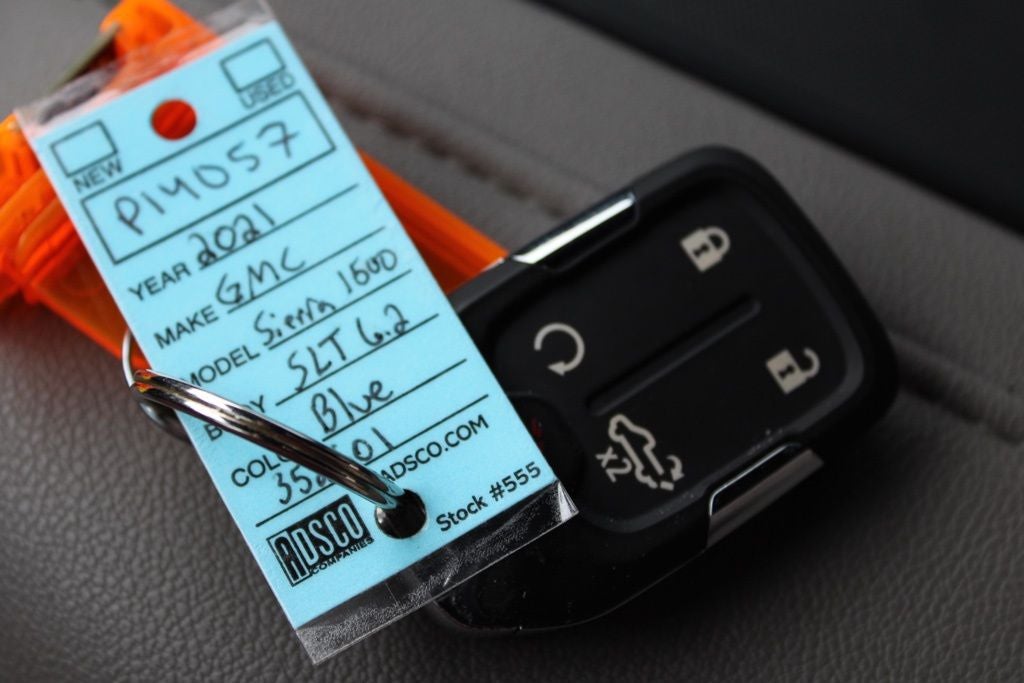 USED
NEW
P14057
YEAR 2021
MAKE GMC
MODEL Sierra 1500
SLT 6.2
Blue
ADSCO.COM
ADSCO
COMPANIES
Stock #555
X2